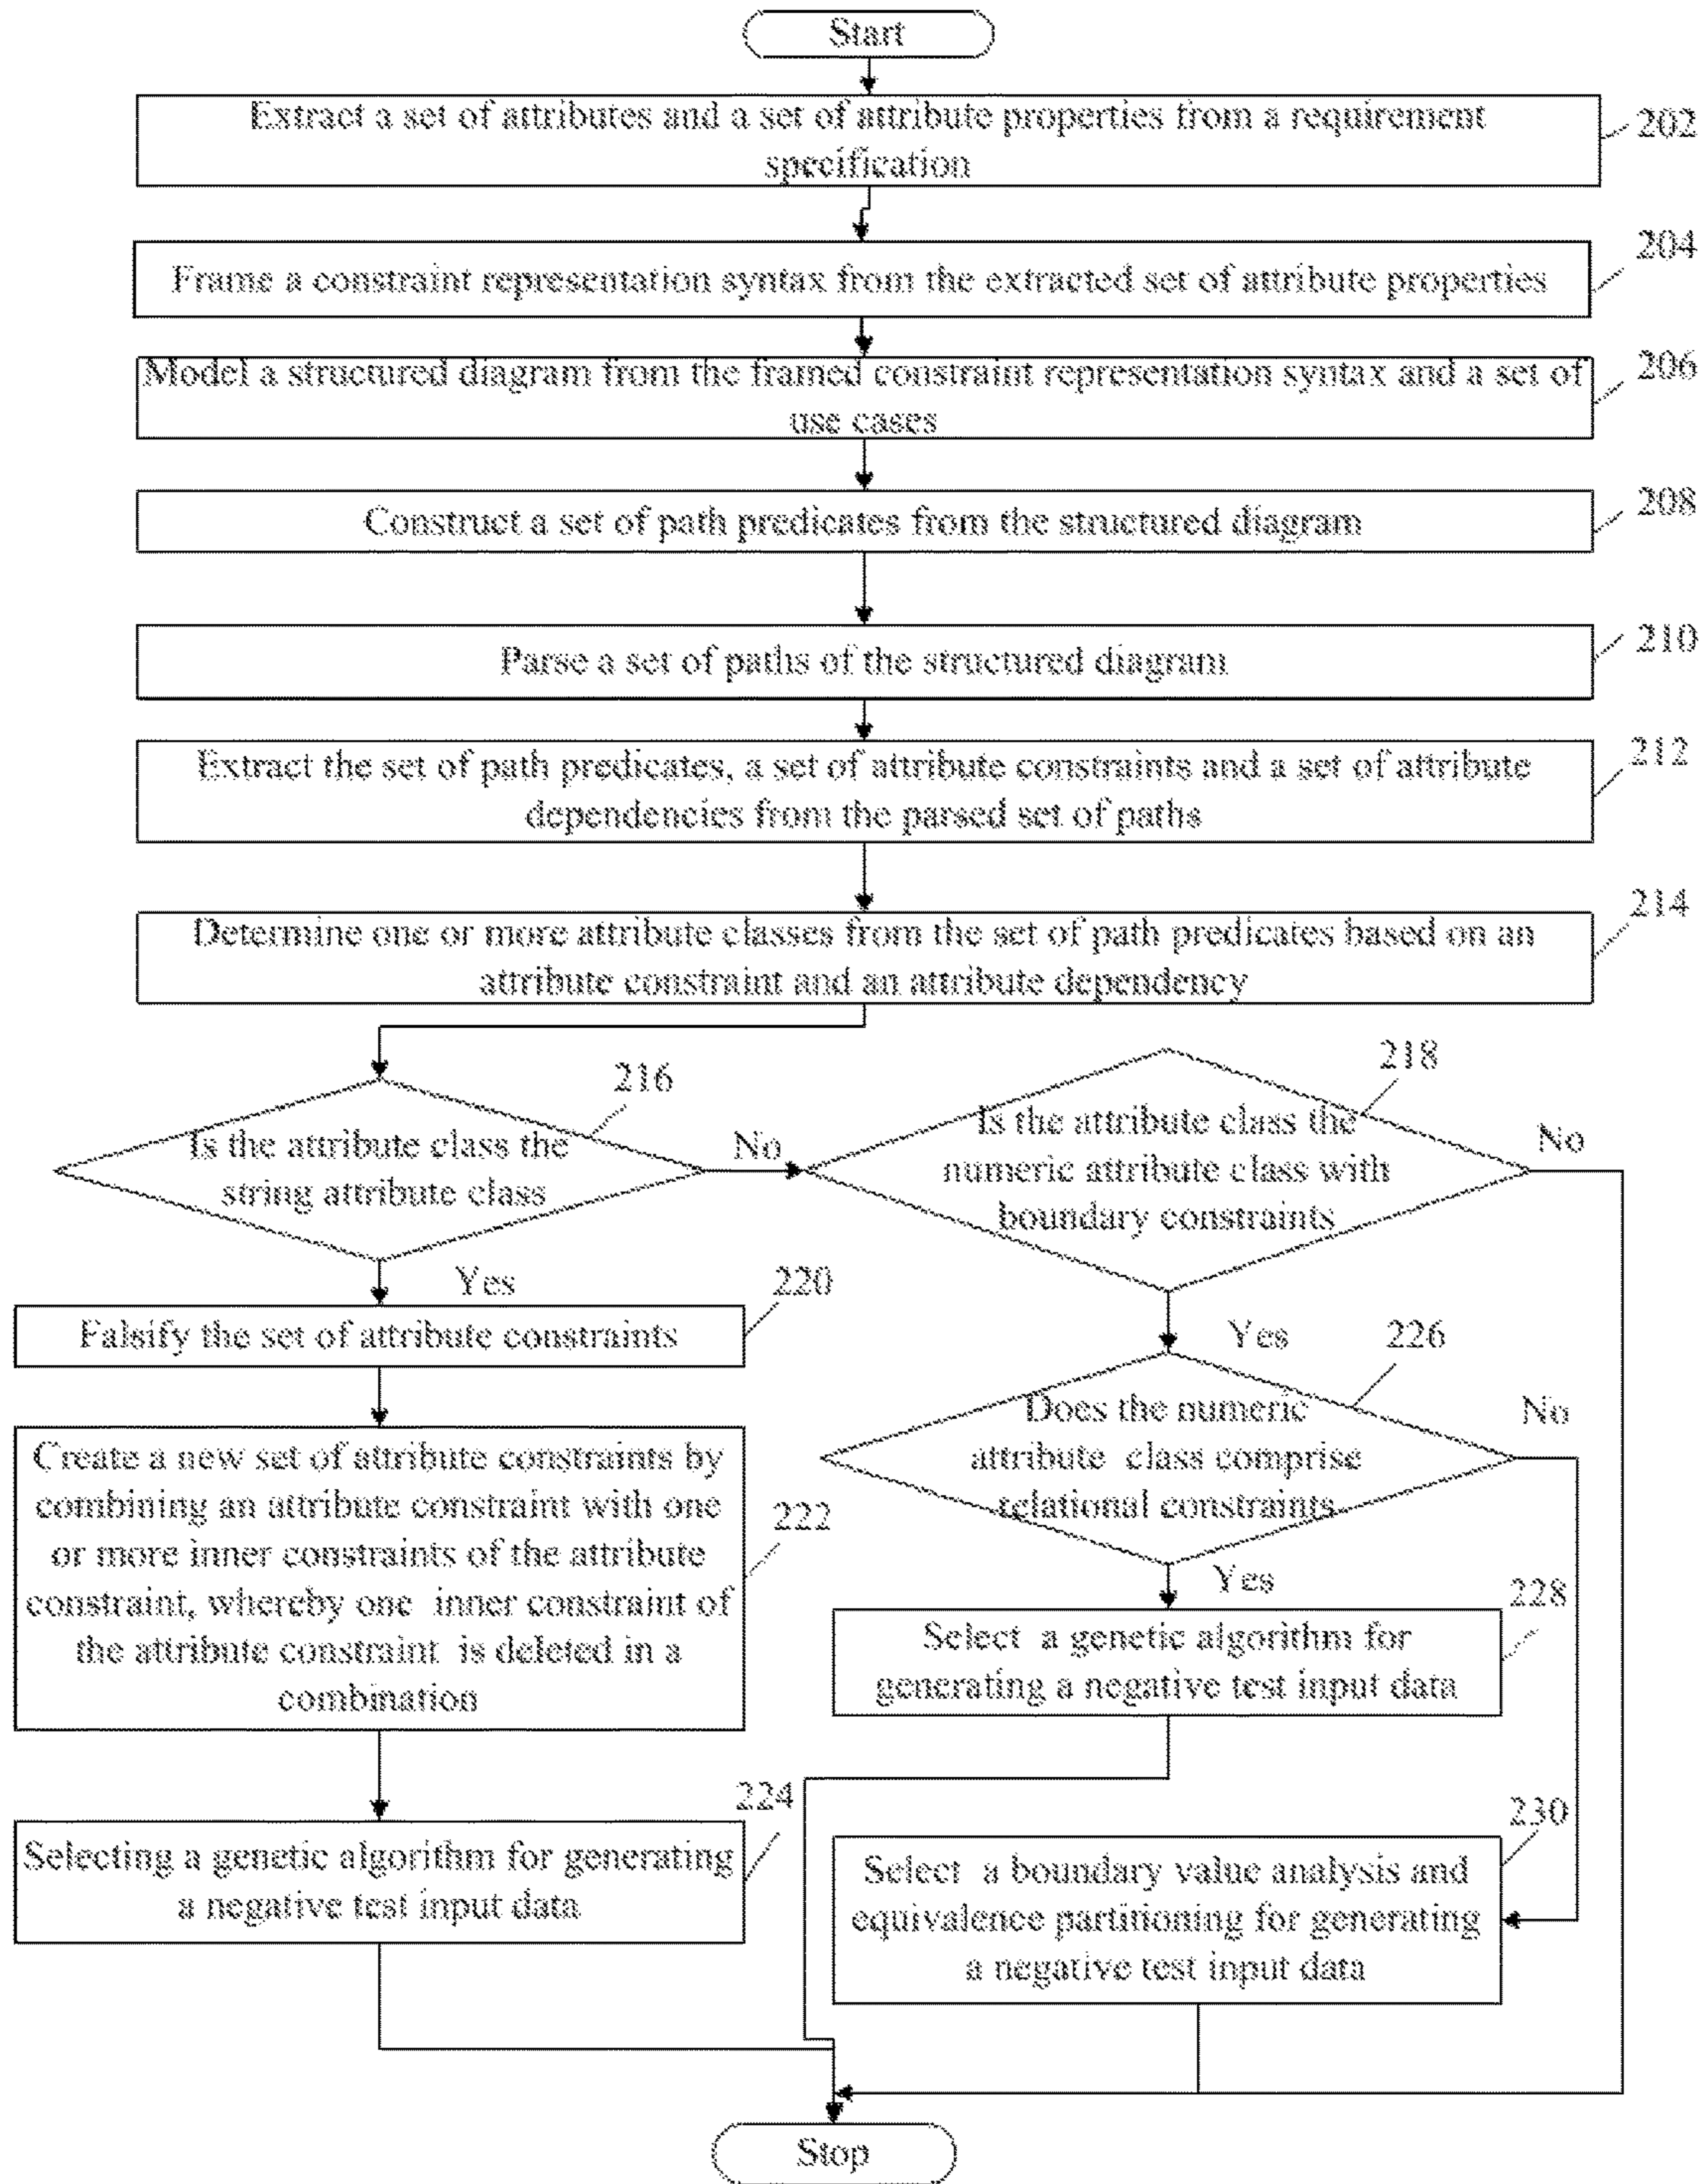 Start
Extract a set of attributes and a set of attribute properties from a requirement
specification
202
Frame a constraint representation syntax from the extracted set of attribute properties
204
Model a structured diagram from the framed constraint representation syntax and a set of
use cases
206
Construct a set of path predicates from the structured diagram
208
Parse a set of paths of the structured diagram
210
Extract the set of path predicates, a set of attribute constraints and a set of attribute
dependencies from the parsed set of paths
212
Determine one or more attribute classes from the set of path predicates based on an
attribute constraint and an attribute dependency
214
Is the attribute class the
string attribute class
216
No
Is the attribute class the
numeric attribute class with
boundary constraints
218
No
Yes
Falsify the set of attribute constraints
220
Yes
Does the numeric
attribute class comprise
relational constraints
226
No
Create a new set of attribute constraints by
combining an attribute constraint with one
or more inner constraints of the attribute
constraint, whereby one inner constraint of
the attribute constraint is deleted in a
combination
222
Yes
Select a genetic algorithm for
generating a negative test input data
228
Selecting a genetic algorithm for generating
a negative test input data
224
Select a boundary value analysis and
equivalence partitioning for generating
a negative test input data
230
Stop